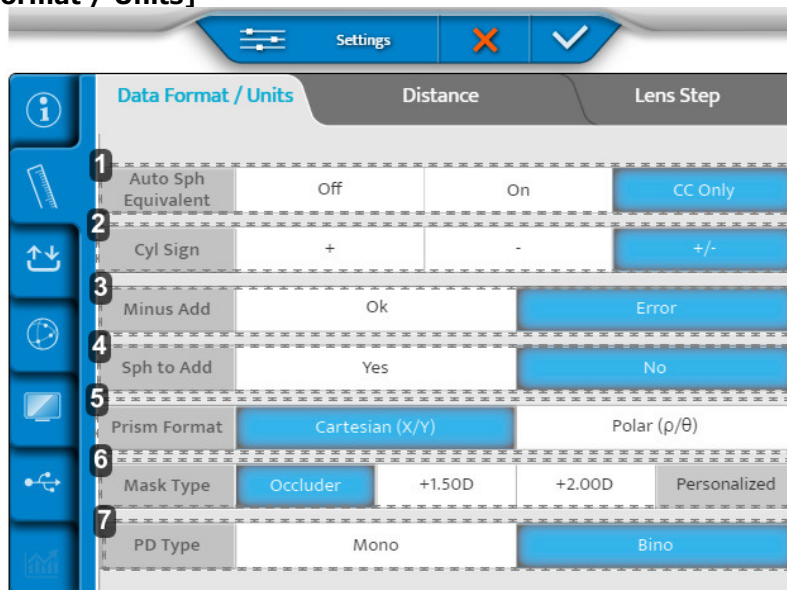 ormat / Units]
Settings
Data Format / Units Distance Lens Step
1
Auto Sph Equivalent Off On CC Only
2
Cyl Sign + - +/-
3
Minus Add Ok Error
4
Sph to Add Yes No
5
Prism Format Cartesian (X/Y) Polar (ρ/θ)
6
Mask Type Occluder +1.50D +2.00D Personalized
7
PD Type Mono Bino